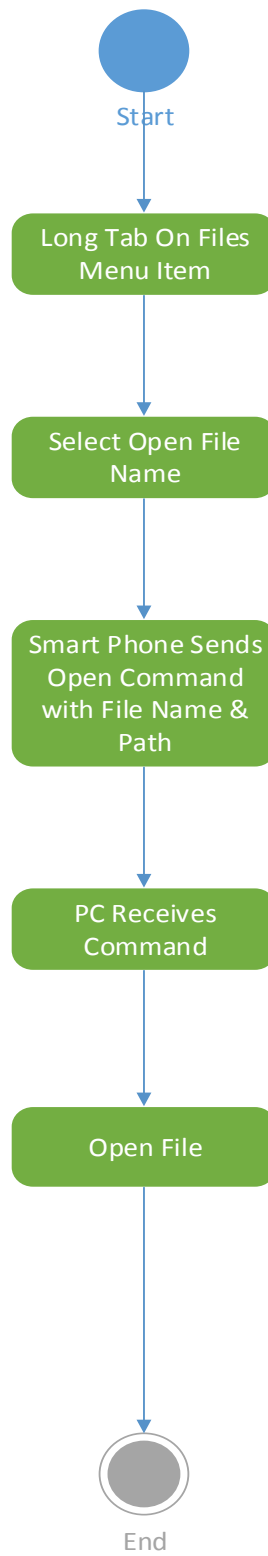 Start
Long Tab On Files
Menu Item
Select Open File
Name
Smart Phone Sends
Open Command
with File Name &
Path
PC Receives
Command
Open File
End